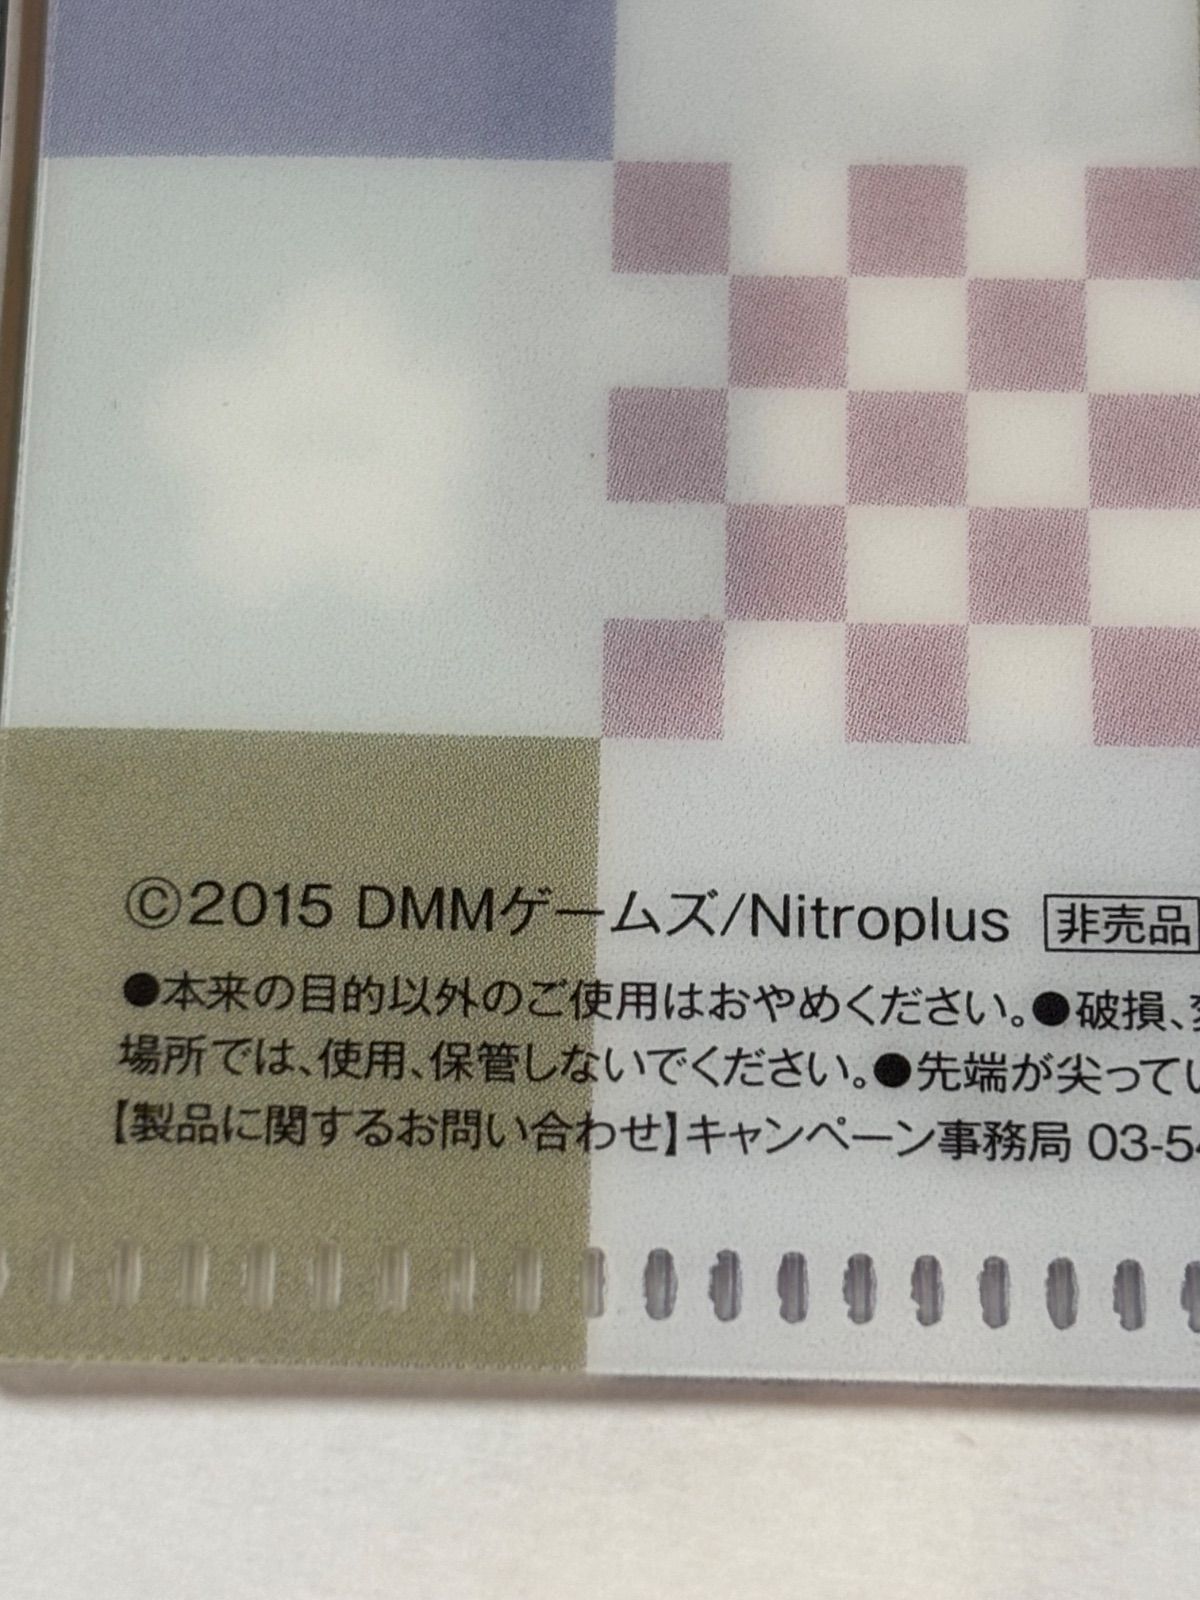 ©2015 DMMゲームズ/Nitroplus 非売品
●本来の目的以外のご使用はおやめください。●破損、
場所では、使用、保管しないでください。●先端が尖ってい
【製品に関するお問い合わせ】キャンペーン事務局 03-54